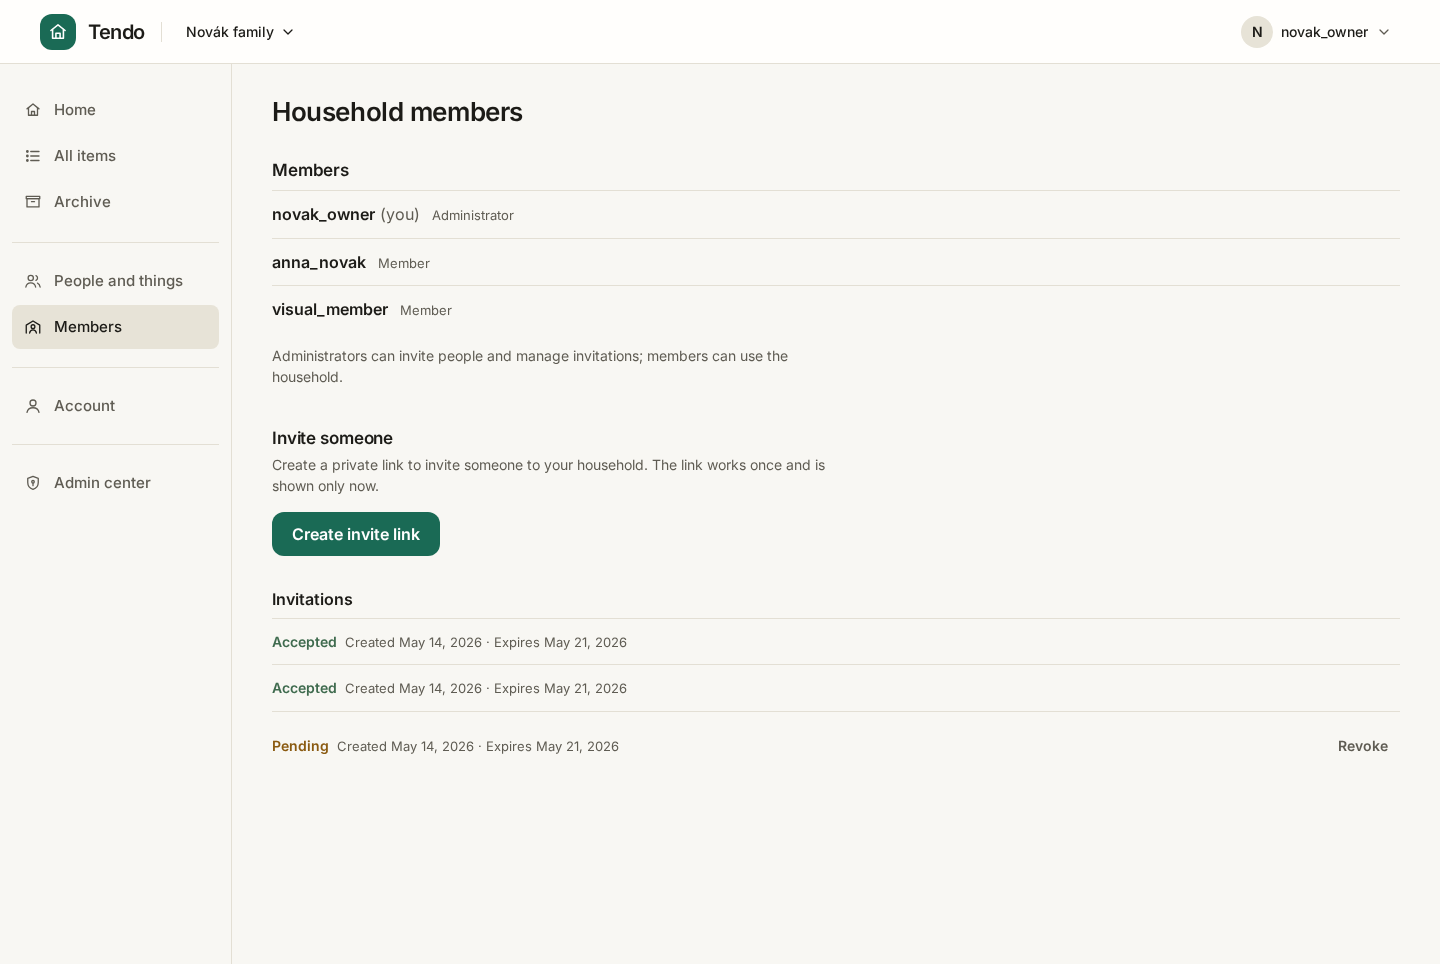 Tendo
Novák family
N
novak_owner
Home
All items
Archive
People and things
Members
Account
Admin center
Household members
Members
novak_owner (you) Administrator
anna_novak Member
visual_member Member
Administrators can invite people and manage invitations; members can use the
household.
Invite someone
Create a private link to invite someone to your household. The link works once and is
shown only now.
Create invite link
Invitations
Accepted Created May 14, 2026 · Expires May 21, 2026
Accepted Created May 14, 2026 · Expires May 21, 2026
Pending Created May 14, 2026 · Expires May 21, 2026
Revoke